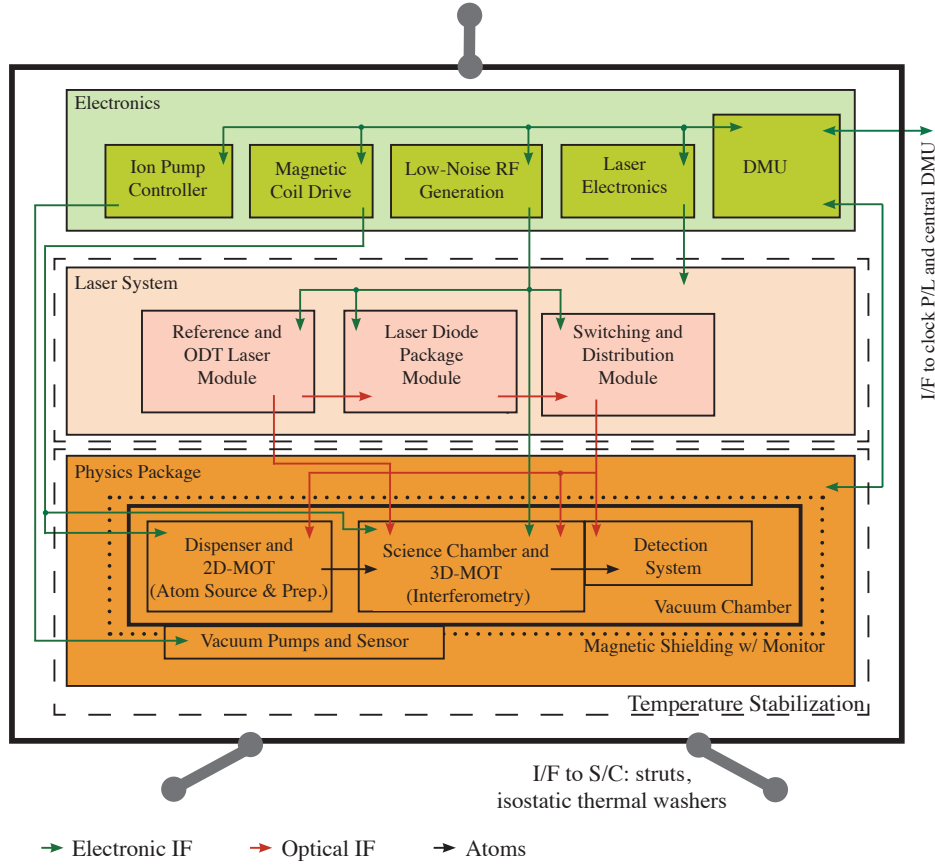 Electronics
Ion Pump
Controller
Magnetic
Coil Drive
Low-Noise RF
Generation
Laser
Electronics
DMU
I/F to clock P/L and central DMU
Laser System
Reference and
ODT Laser
Module
Laser Diode
Package
Module
Switching and
Distribution
Module
Physics Package
Dispenser and
2D-MOT
(Atom Source & Prep.)
Science Chamber and
3D-MOT
(Interferometry)
Detection
System
Vacuum Chamber
Vacuum Pumps and Sensor
Magnetic Shielding w/ Monitor
Temperature Stabilization
I/F to S/C: struts,
isostatic thermal washers
Electronic IF
Optical IF
Atoms